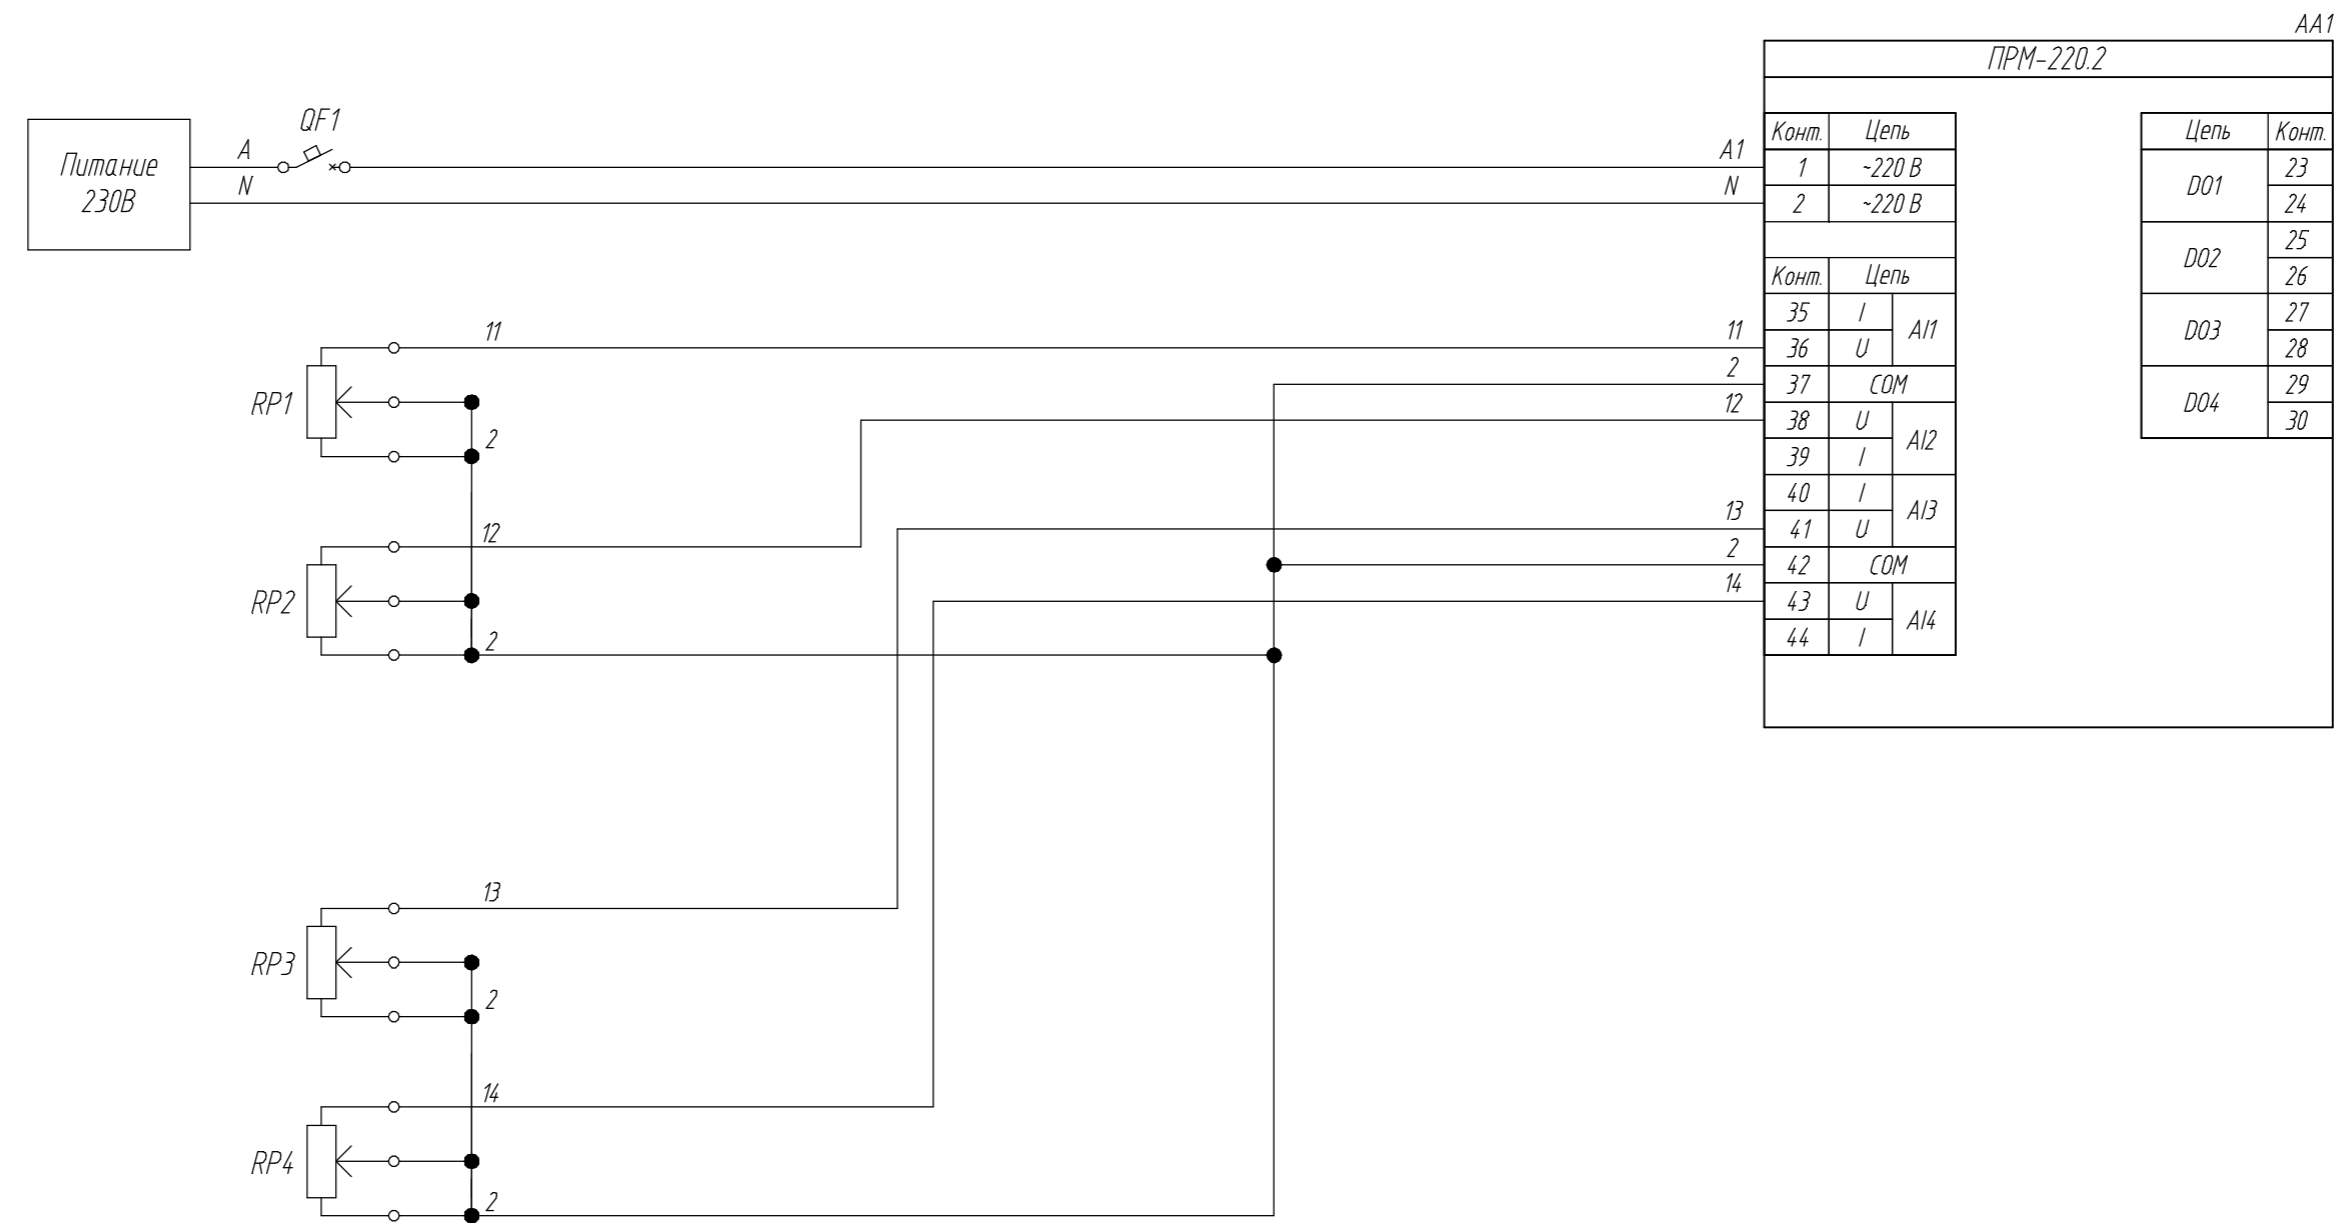 AA1
ПРМ-220.2
QF1
Питание
230В
A
N
A1
N
Конт. Цепь
1 ~220 В
2 ~220 В
Цепь Конт.
DO1 23
24
DO2 25
26
DO3 27
28
DO4 29
30
Конт. Цепь
35 I AI1
36 U
37 COM
38 U AI2
39 I
40 I AI3
41 U
42 COM
43 U AI4
44 I
11
2
12
13
2
14
RP1
11
2
RP2
12
2
RP3
13
2
RP4
14
2